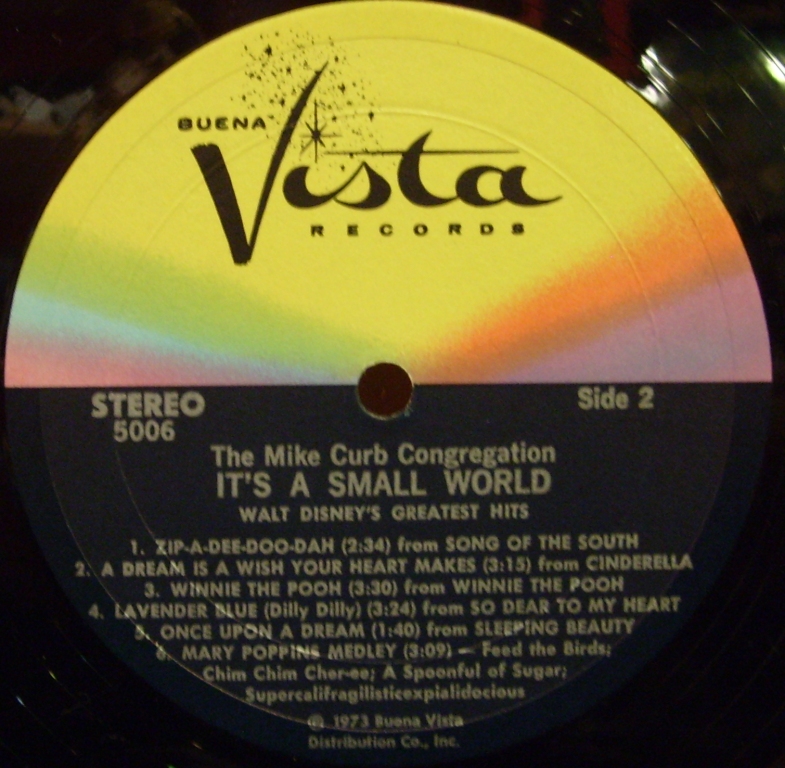 BUENA
Vista
RECORDS
STEREO
Side 2
5006
The Mike Curb Congregation
IT'S A SMALL WORLD
WALT DISNEY'S GREATEST HITS
1. ZIP-A-DEE-DOO-DAH (2:34) from SONG OF THE SOUTH
2. A DREAM IS A WISH YOUR HEART MAKES (3:15) from CINDERELLA
3. WINNIE THE POOH (3:30) from WINNIE THE POOH
4. LAVENDER BLUE (Dilly Dilly) (3:24) from SO DEAR TO MY HEART
5. ONCE UPON A DREAM (1:40) from SLEEPING BEAUTY
6. MARY POPPINS MEDLEY (3:09) — Feed the Birds;
Chim Chim Cher-ee; A Spoonful of Sugar;
Supercalifragilisticexpialidocious
℗ 1973 Buena Vista
Distribution Co., Inc.